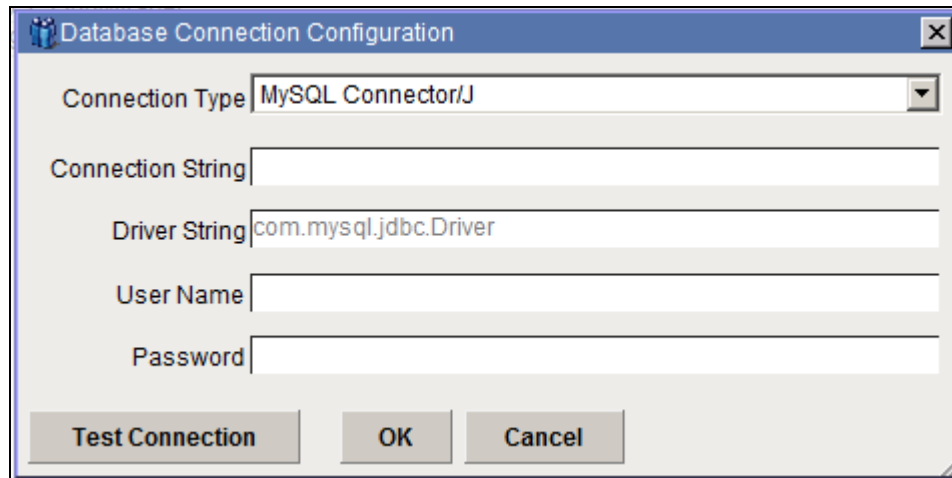 Database Connection Configuration
Connection Type MySQL Connector/J
Connection String
Driver String com.mysql.jdbc.Driver
User Name
Password
Test Connection OK Cancel